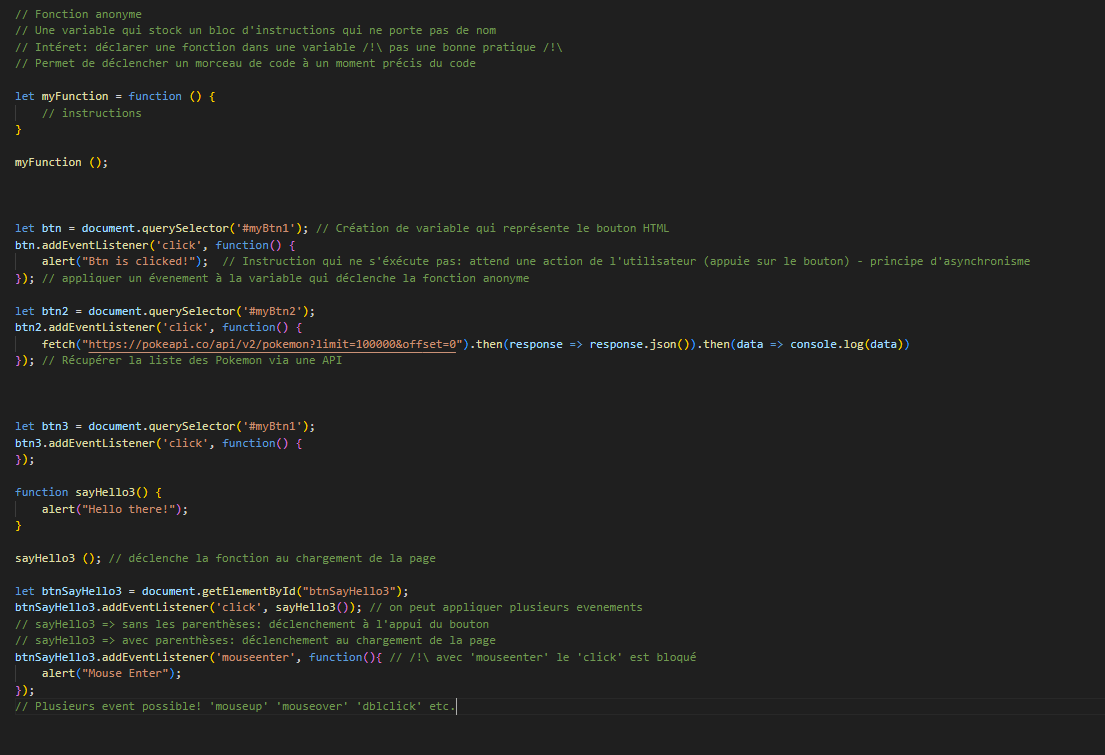 // Fonction anonyme
// Une variable qui stock un bloc d'instructions qui ne porte pas de nom
// Intéret: déclarer une fonction dans une variable /!\ pas une bonne pratique /!\
// Permet de déclencher un morceau de code à un moment précis du code
let myFunction = function () {
// instructions
}
myFunction ();
let btn = document.querySelector('#myBtn1'); // Création de variable qui représente le bouton HTML
btn.addEventListener('click', function() {
alert("Btn is clicked!");  // Instruction qui ne s'éxécute pas: attend une action de l'utilisateur (appuie sur le bouton) - principe d'asynchronisme
}); // appliquer un évenement à la variable qui déclenche la fonction anonyme
let btn2 = document.querySelector('#myBtn2');
btn2.addEventListener('click', function() {
fetch("https://pokeapi.co/api/v2/pokemon?limit=100000&offset=0").then(response => response.json()).then(data => console.log(data))
}); // Récupérer la liste des Pokemon via une API
let btn3 = document.querySelector('#myBtn1');
btn3.addEventListener('click', function() {
});
function sayHello3() {
alert("Hello there!");
}
sayHello3 (); // déclenche la fonction au chargement de la page
let btnSayHello3 = document.getElementById("btnSayHello3");
btnSayHello3.addEventListener('click', sayHello3()); // on peut appliquer plusieurs evenements
// sayHello3 => sans les parenthèses: déclenchement à l'appui du bouton
// sayHello3 => avec parenthèses: déclenchement au chargement de la page
btnSayHello3.addEventListener('mouseenter', function(){ // /!\ avec 'mouseenter' le 'click' est bloqué
alert("Mouse Enter");
});
// Plusieurs event possible! 'mouseup' 'mouseover' 'dblclick' etc.